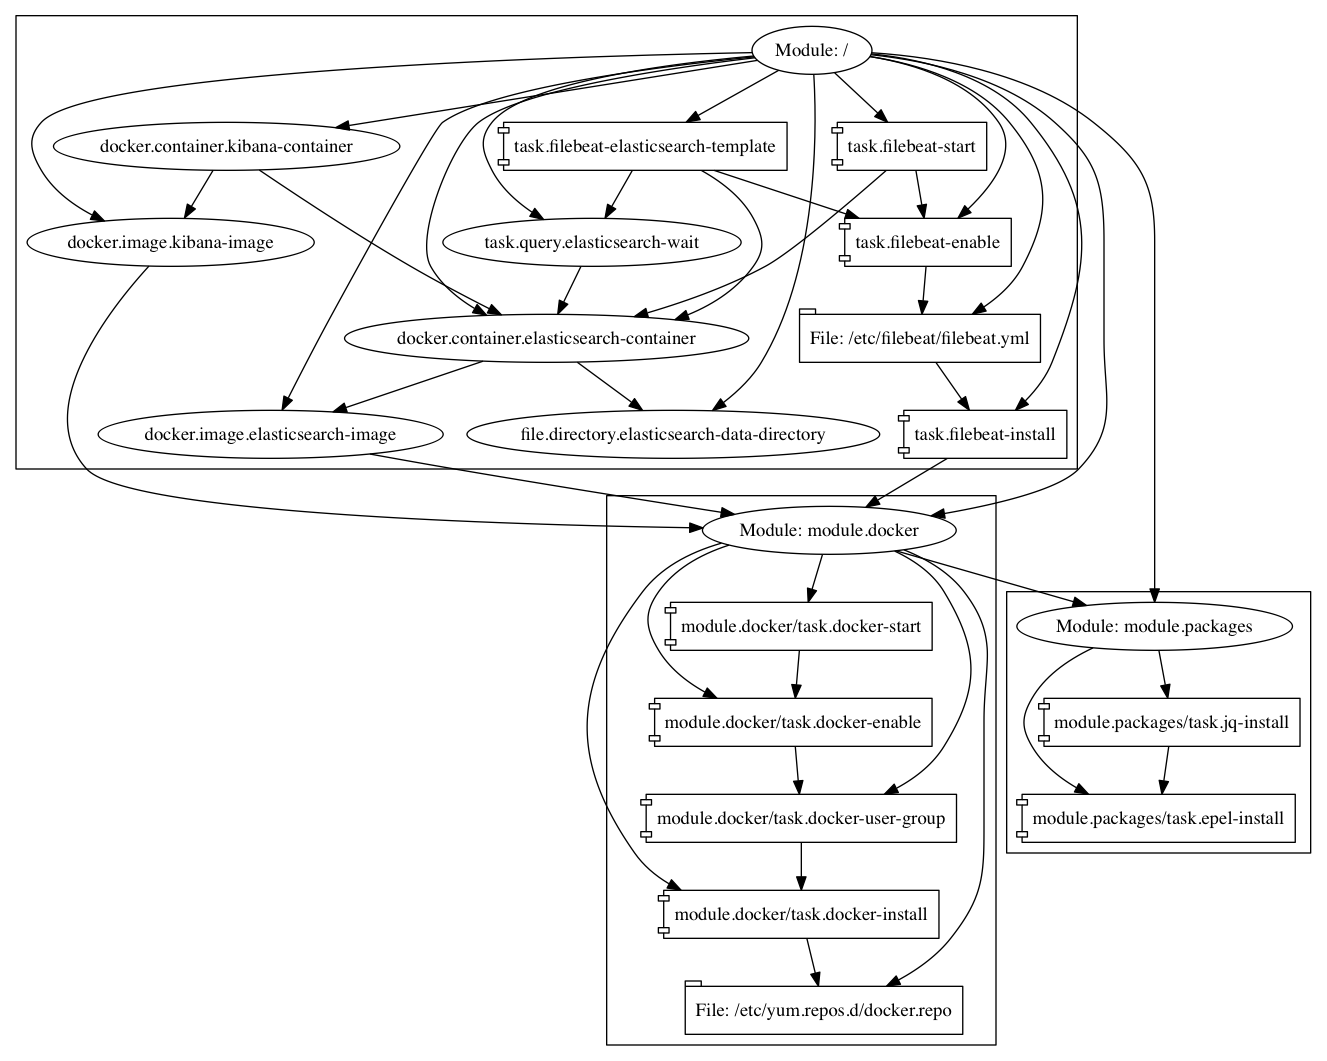 Module: /
docker.container.kibana-container
task.filebeat-elasticsearch-template
task.filebeat-start
docker.image.kibana-image
task.query.elasticsearch-wait
task.filebeat-enable
docker.container.elasticsearch-container
File: /etc/filebeat/filebeat.yml
docker.image.elasticsearch-image
file.directory.elasticsearch-data-directory
task.filebeat-install
Module: module.docker
module.docker/task.docker-start
Module: module.packages
module.docker/task.docker-enable
module.packages/task.jq-install
module.docker/task.docker-user-group
module.packages/task.epel-install
module.docker/task.docker-install
File: /etc/yum.repos.d/docker.repo